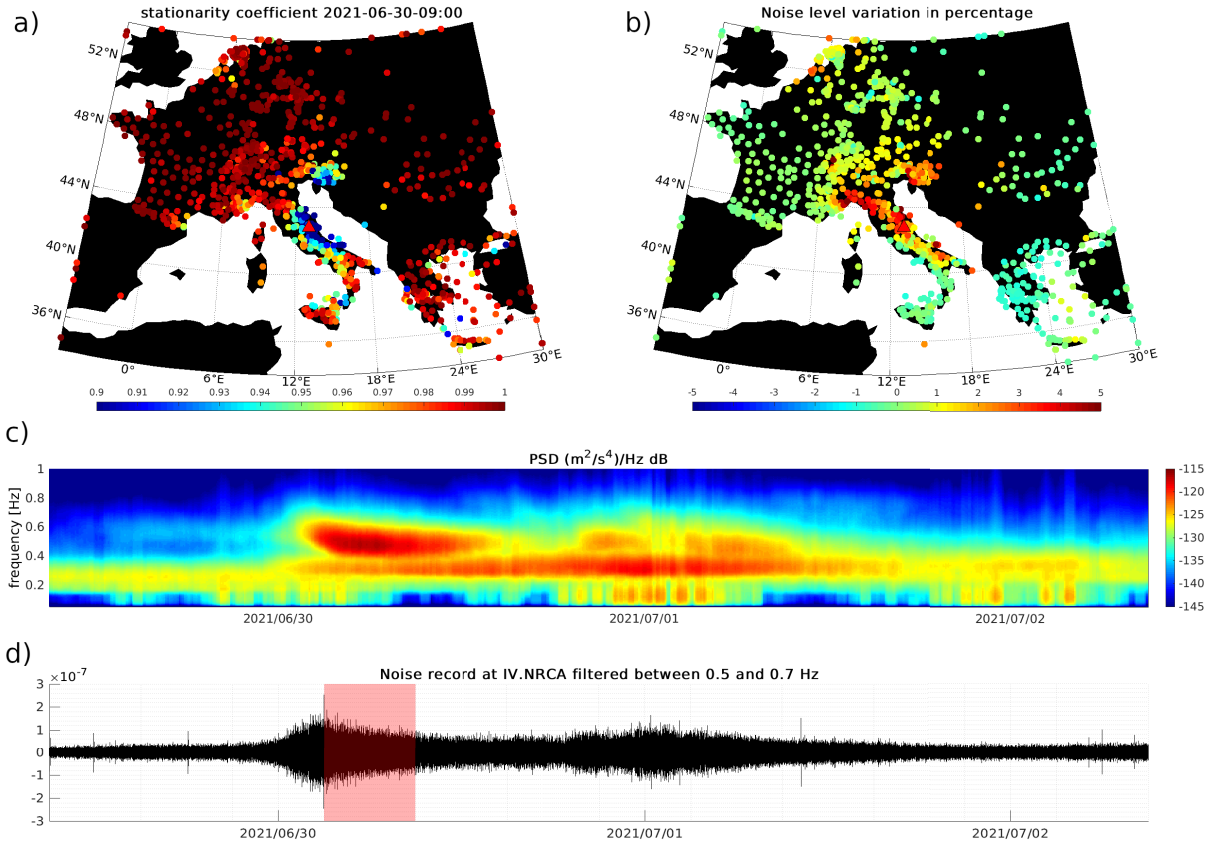 a)
stationarity coefficient 2021-06-30-09:00
52°N
48°N
44°N
40°N
36°N
0°
6°E
12°E
18°E
24°E
30°E
0.9 0.91 0.92 0.93 0.94 0.95 0.96 0.97 0.98 0.99 1
b)
Noise level variation in percentage
52°N
48°N
44°N
40°N
36°N
0°
6°E
12°E
18°E
24°E
30°E
-5 -4 -3 -2 -1 0 1 2 3 4 5
c)
PSD (m²/s⁴)/Hz dB
frequency [Hz]
1
0.8
0.6
0.4
0.2
2021/06/30 2021/07/01 2021/07/02
-115
-120
-125
-130
-135
-140
-145
d)
Noise record at IV.NRCA filtered between 0.5 and 0.7 Hz
×10⁻⁷
3
2
1
0
-1
-2
-3
2021/06/30 2021/07/01 2021/07/02